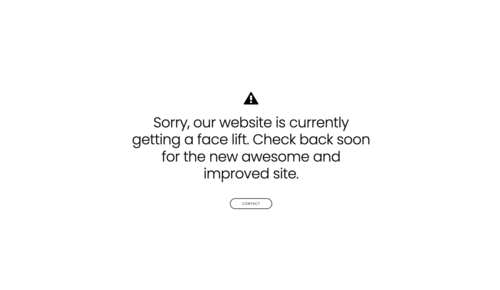 Sorry, our website is currently
getting a face lift. Check back soon
for the new awesome and
improved site.
CONTACT